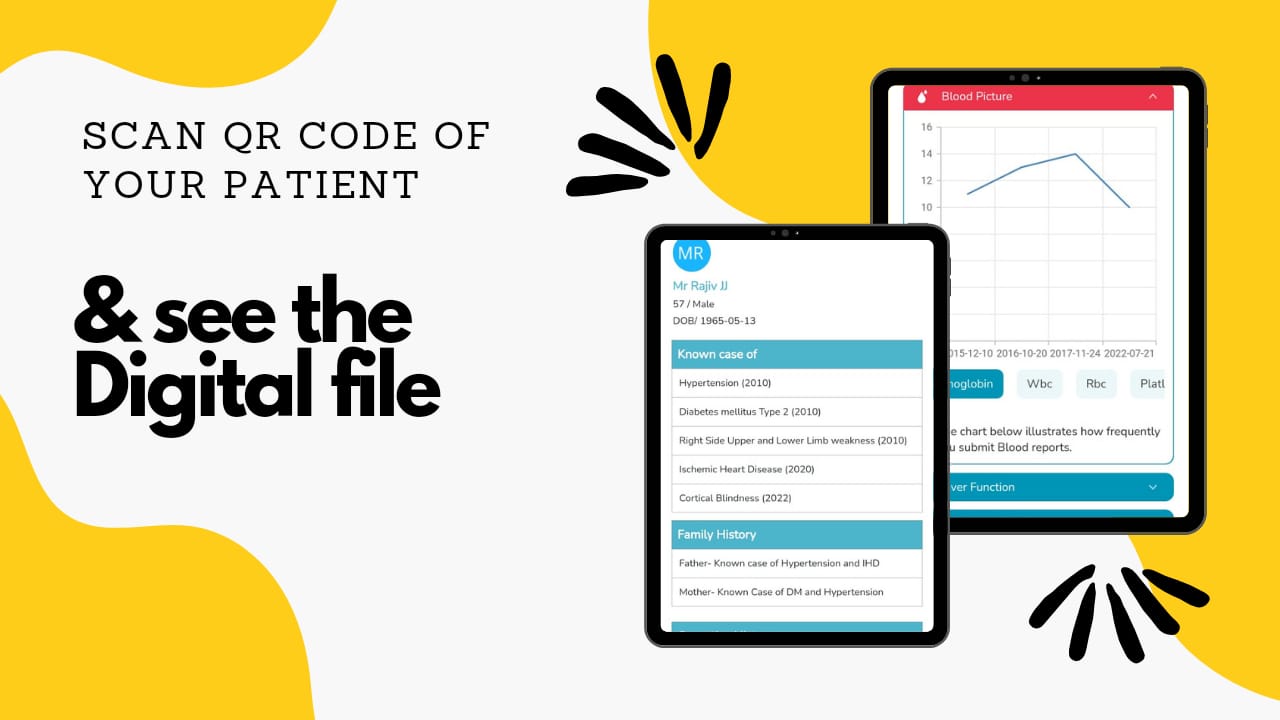 SCAN QR CODE OF
YOUR PATIENT
& see the
Digital file
MR
Mr Rajiv JJ
57 / Male
DOB/ 1965-05-13
Known case of
Hypertension (2010)
Diabetes mellitus Type 2 (2010)
Right Side Upper and Lower Limb weakness (2010)
Ischemic Heart Disease (2020)
Cortical Blindness (2022)
Family History
Father- Known case of Hypertension and IHD
Mother- Known Case of DM and Hypertension
Blood Picture
16
14
12
10
015-12-10 2016-10-20 2017-11-24 2022-07-21
noglobin Wbc Rbc Platl
e chart below illustrates how frequently
u submit Blood reports.
ver Function